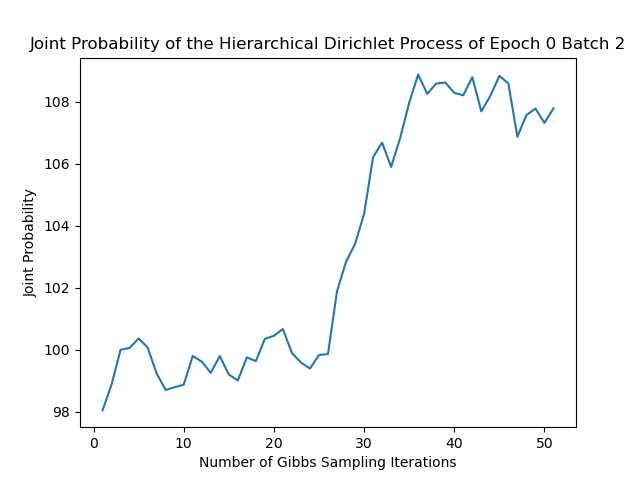 Joint Probability of the Hierarchical Dirichlet Process of Epoch 0 Batch 2
108
106
104
102
100
98
Joint Probability
0 10 20 30 40 50
Number of Gibbs Sampling Iterations